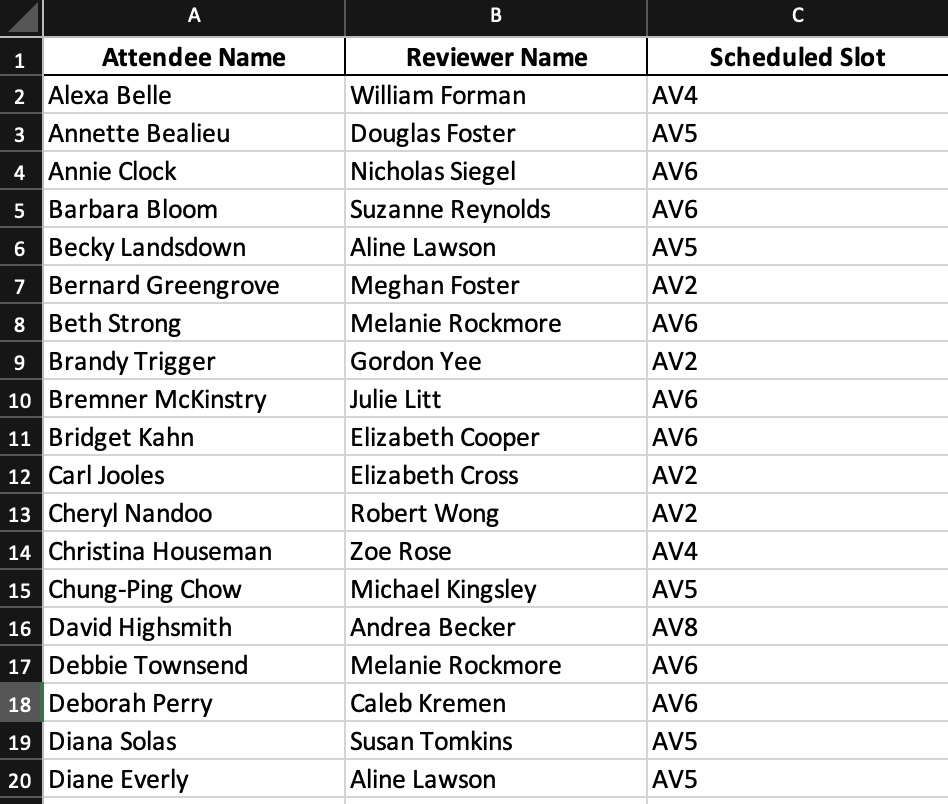 A B C
1 Attendee Name Reviewer Name Scheduled Slot
2 Alexa Belle William Forman AV4
3 Annette Bealieu Douglas Foster AV5
4 Annie Clock Nicholas Siegel AV6
5 Barbara Bloom Suzanne Reynolds AV6
6 Becky Landsdown Aline Lawson AV5
7 Bernard Greengrove Meghan Foster AV2
8 Beth Strong Melanie Rockmore AV6
9 Brandy Trigger Gordon Yee AV2
10 Bremner McKinstry Julie Litt AV6
11 Bridget Kahn Elizabeth Cooper AV6
12 Carl Jooles Elizabeth Cross AV2
13 Cheryl Nandoo Robert Wong AV2
14 Christina Houseman Zoe Rose AV4
15 Chung-Ping Chow Michael Kingsley AV5
16 David Highsmith Andrea Becker AV8
17 Debbie Townsend Melanie Rockmore AV6
18 Deborah Perry Caleb Kremen AV6
19 Diana Solas Susan Tomkins AV5
20 Diane Everly Aline Lawson AV5